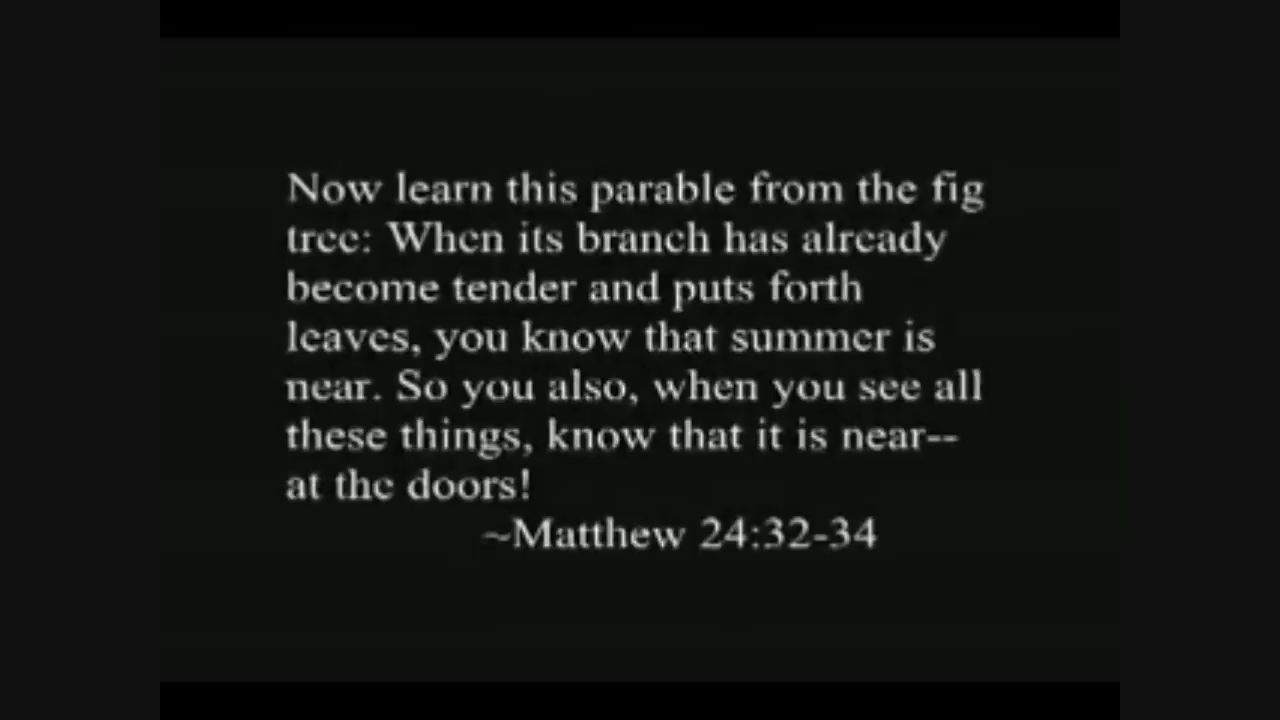 Now learn this parable from the fig
tree: When its branch has already
become tender and puts forth
leaves, you know that summer is
near. So you also, when you see all
these things, know that it is near--
at the doors!
~Matthew 24:32-34